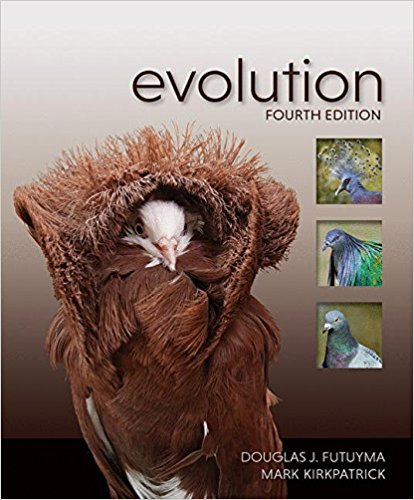 evolution
FOURTH EDITION
DOUGLAS J. FUTUYMA
MARK KIRKPATRICK